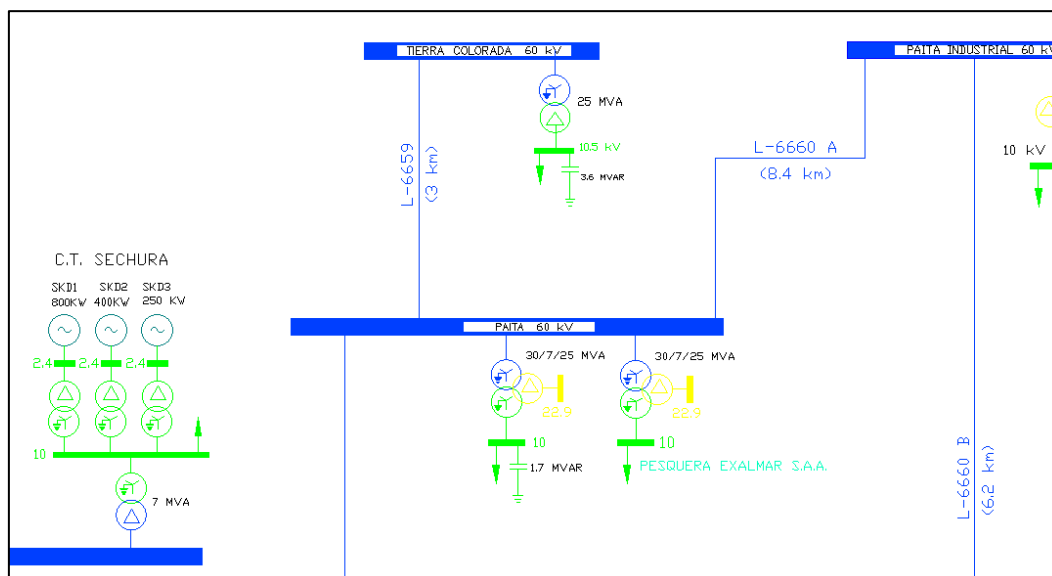 TIERRA COLORADA 60 kV
PAITA INDUSTRIAL 60 kV
25 MVA
10.5 kV
3.6 MVAR
L-6659
(3 km)
L-6660 A
(8.4 km)
10 kV
C.T. SECHURA
SKD1
800KW
SKD2
400KW
SKD3
250 KV
2.4
2.4
2.4
10
7 MVA
PAITA 60 kV
30/7/25 MVA
22.9
10
1.7 MVAR
30/7/25 MVA
22.9
10
PESQUERA EXALMAR S.A.A.
L-6660 B
(6.2 km)